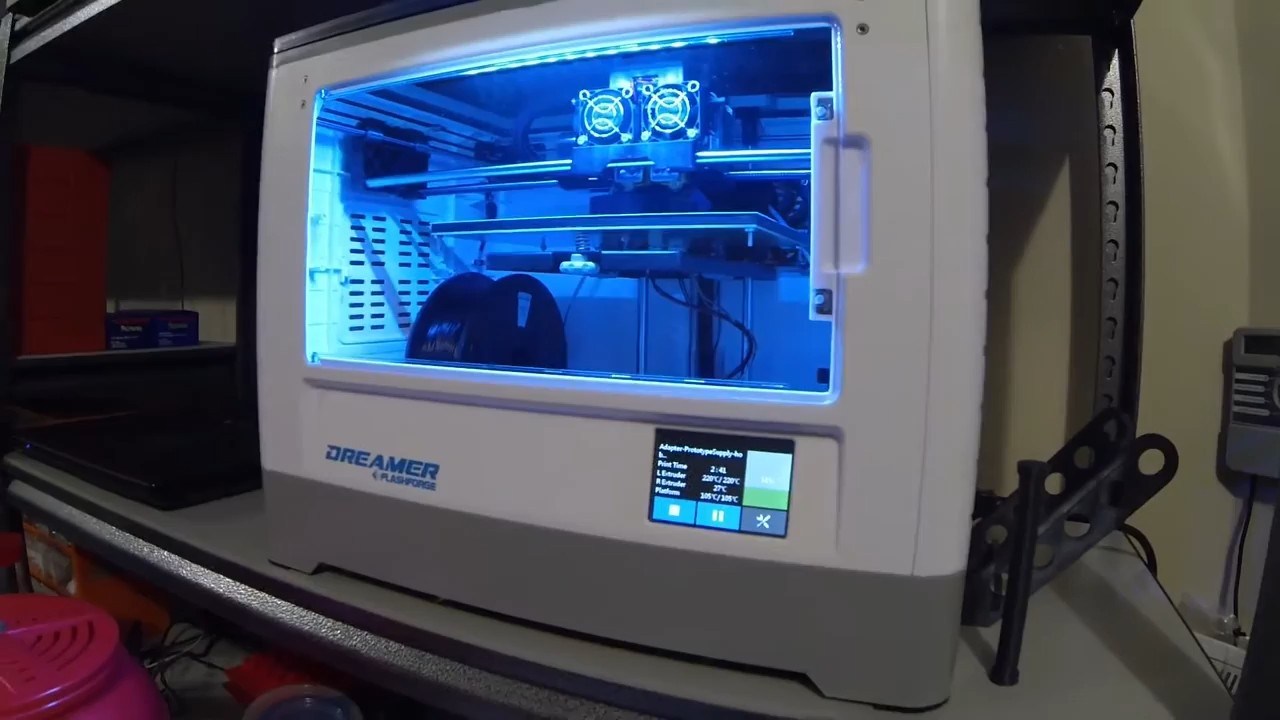 DREAMER
FLASHFORGE
Adapter-PrototypeSupply-ho
Print Time 2:41
L Extruder 220℃/ 220℃
R Extruder 27℃
Platform 105℃/ 105℃